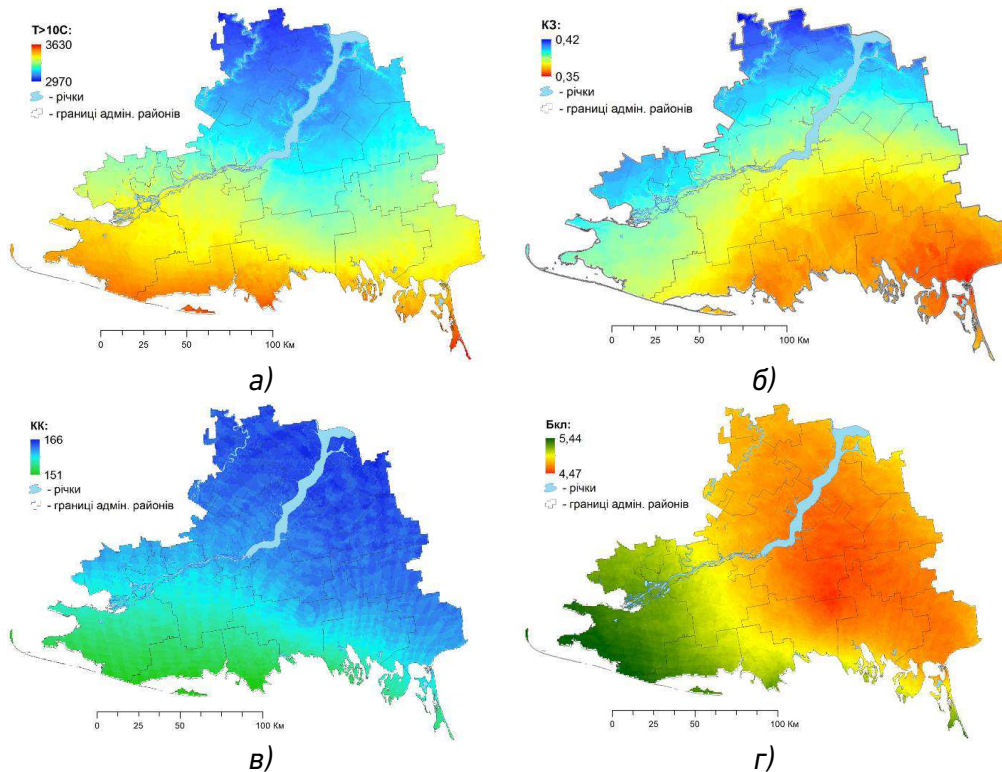 Т>10С:
3630
2970
- річки
- границі адмін. районів
0 25 50 100 Км
а)
КЗ:
0,42
0,35
- річки
- границі адмін. районів
0 25 50 100 Км
б)
КК:
166
151
- річки
- границі адмін. районів
0 25 50 100 Км
в)
Бкл:
5,44
4,47
- річки
- границі адмін. районів
0 25 50 100 Км
г)